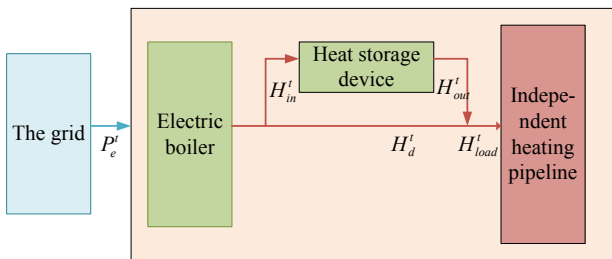 The grid
P_e^t
Electric
boiler
H_in^t
Heat storage
device
H_out^t
H_d^t
H_load^t
Indepe-
ndent
heating
pipeline